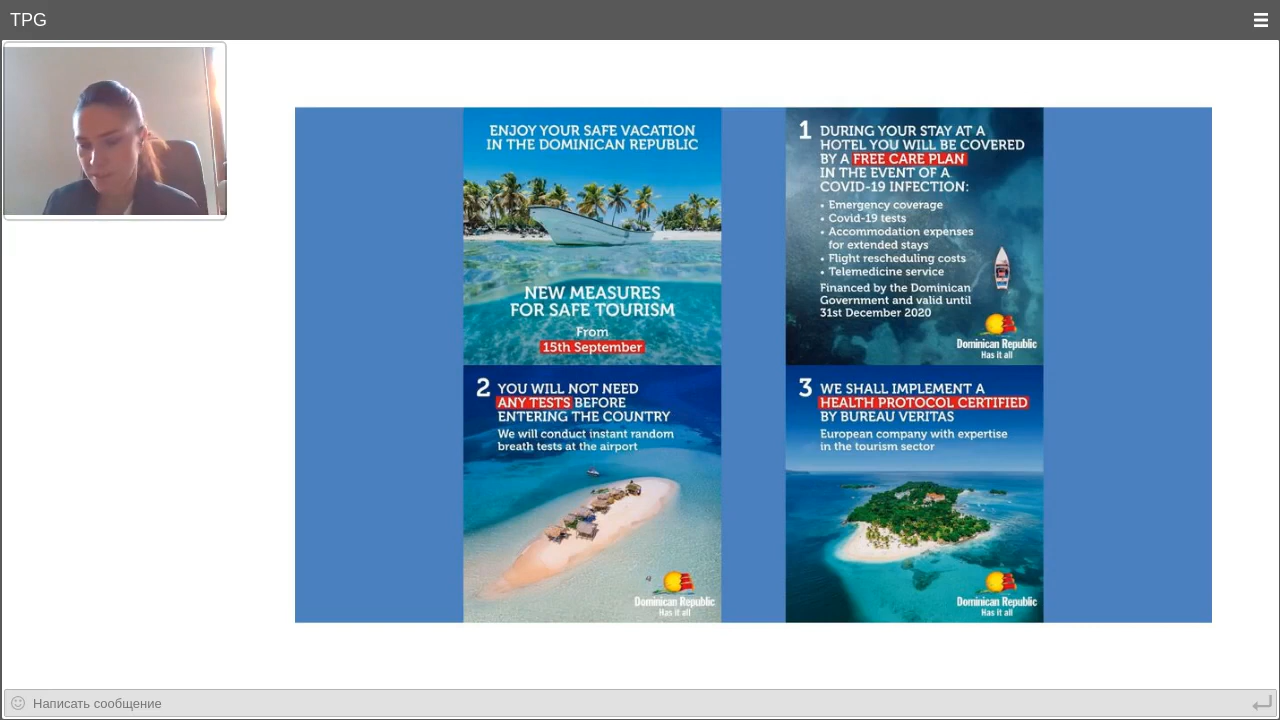 TPG
ENJOY YOUR SAFE VACATION
IN THE DOMINICAN REPUBLIC
NEW MEASURES
FOR SAFE TOURISM
From
15th September
1 DURING YOUR STAY AT A
HOTEL YOU WILL BE COVERED
BY A FREE CARE PLAN
IN THE EVENT OF A
COVID-19 INFECTION:
• Emergency coverage
• Covid-19 tests
• Accommodation expenses
for extended stays
• Flight rescheduling costs
• Telemedicine service
Financed by the Dominican
Government and valid until
31st December 2020
Dominican Republic
Has it all
2 YOU WILL NOT NEED
ANY TESTS BEFORE
ENTERING THE COUNTRY
We will conduct instant random
breath tests at the airport
Dominican Republic
Has it all
3 WE SHALL IMPLEMENT A
HEALTH PROTOCOL CERTIFIED
BY BUREAU VERITAS
European company with expertise
in the tourism sector
Dominican Republic
Has it all
Написать сообщение